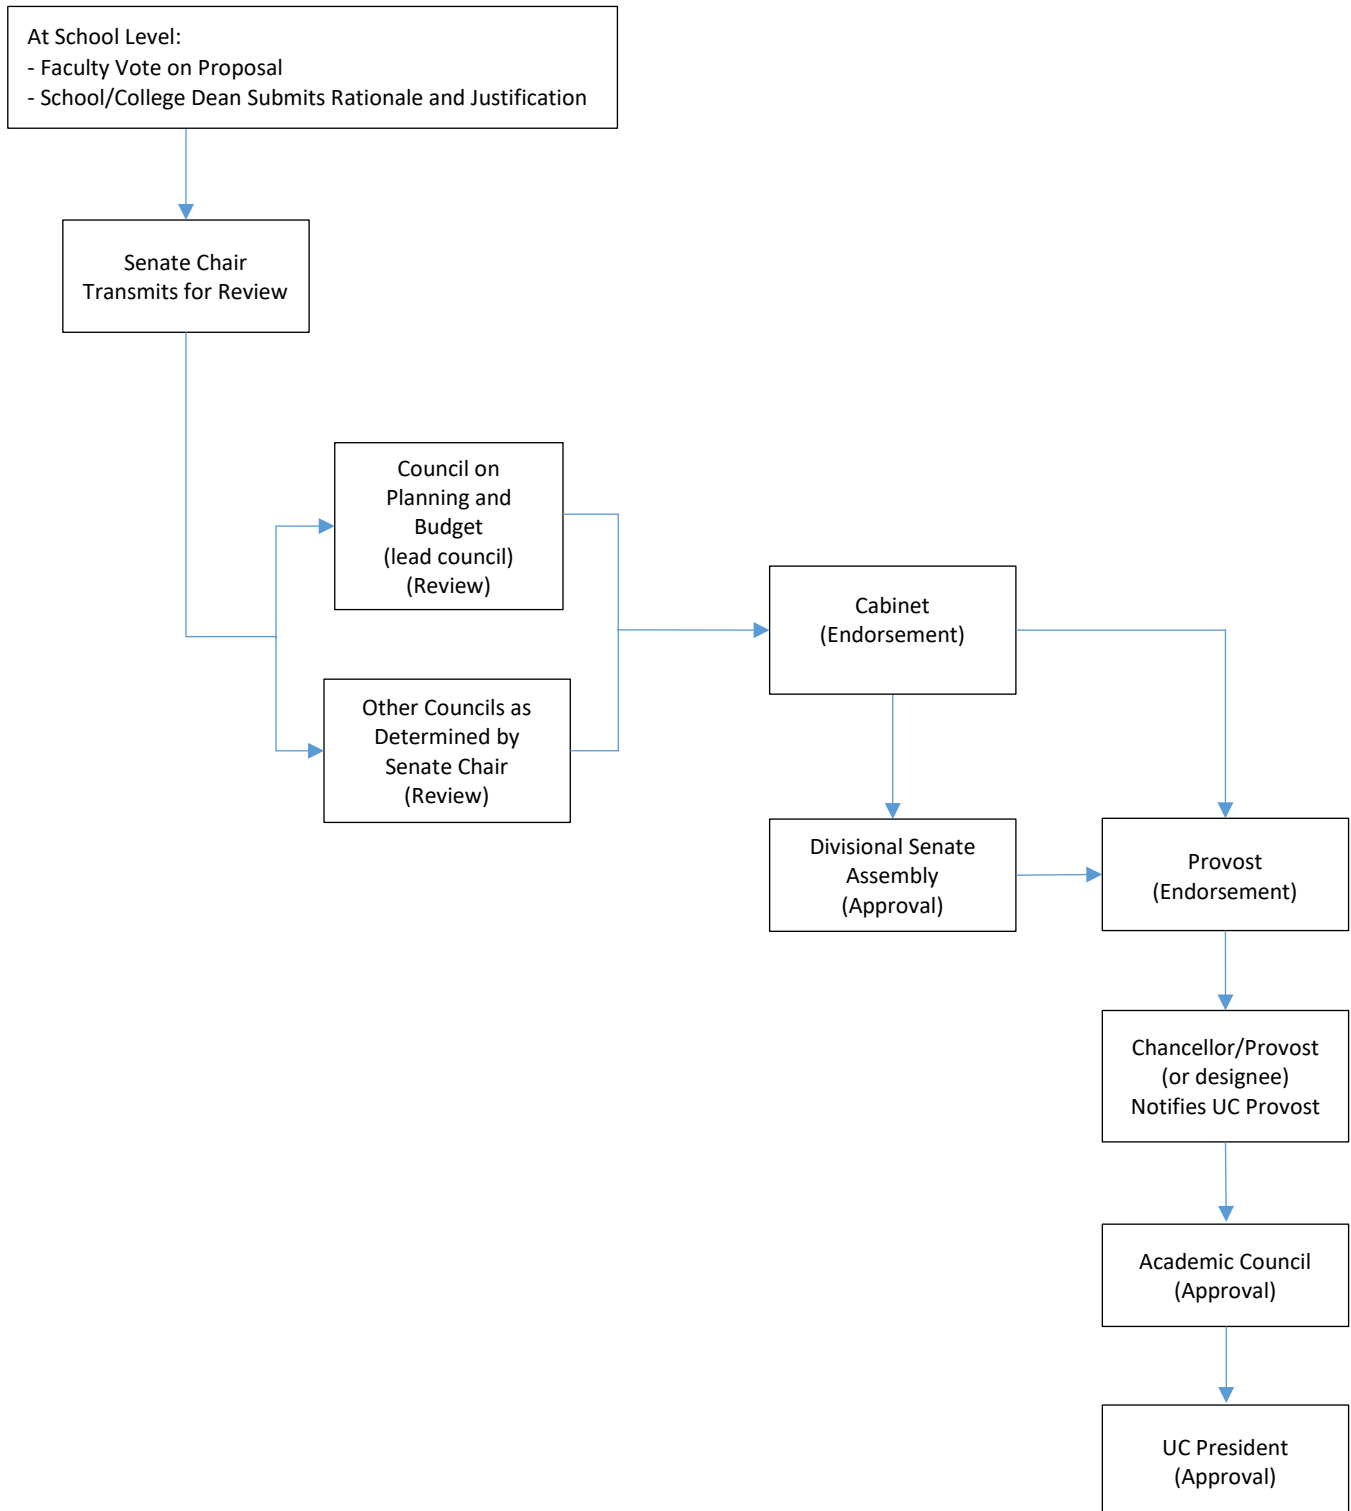 At School Level:
- Faculty Vote on Proposal
- School/College Dean Submits Rationale and Justification
Senate Chair
Transmits for Review
Council on
Planning and
Budget
(lead council)
(Review)
Other Councils as
Determined by
Senate Chair
(Review)
Cabinet
(Endorsement)
Divisional Senate
Assembly
(Approval)
Provost
(Endorsement)
Chancellor/Provost
(or designee)
Notifies UC Provost
Academic Council
(Approval)
UC President
(Approval)